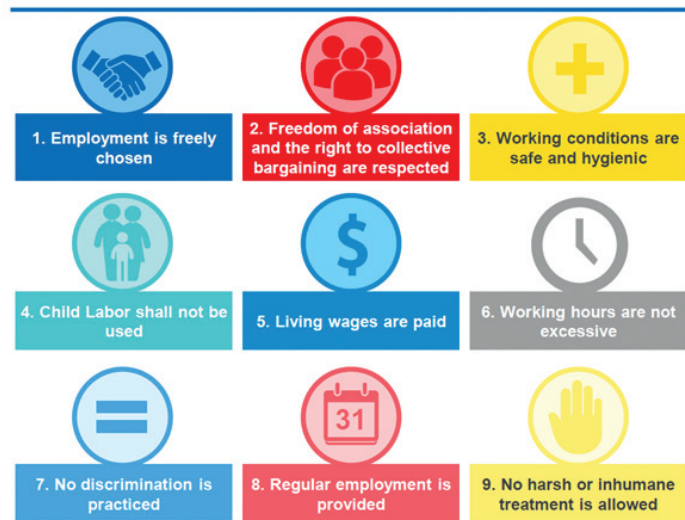 1. Employment is freely
chosen
2. Freedom of association
and the right to collective
bargaining are respected
3. Working conditions are
safe and hygienic
$
4. Child Labor shall not be
used
5. Living wages are paid
6. Working hours are not
excessive
31
7. No discrimination is
practiced
8. Regular employment is
provided
9. No harsh or inhumane
treatment is allowed